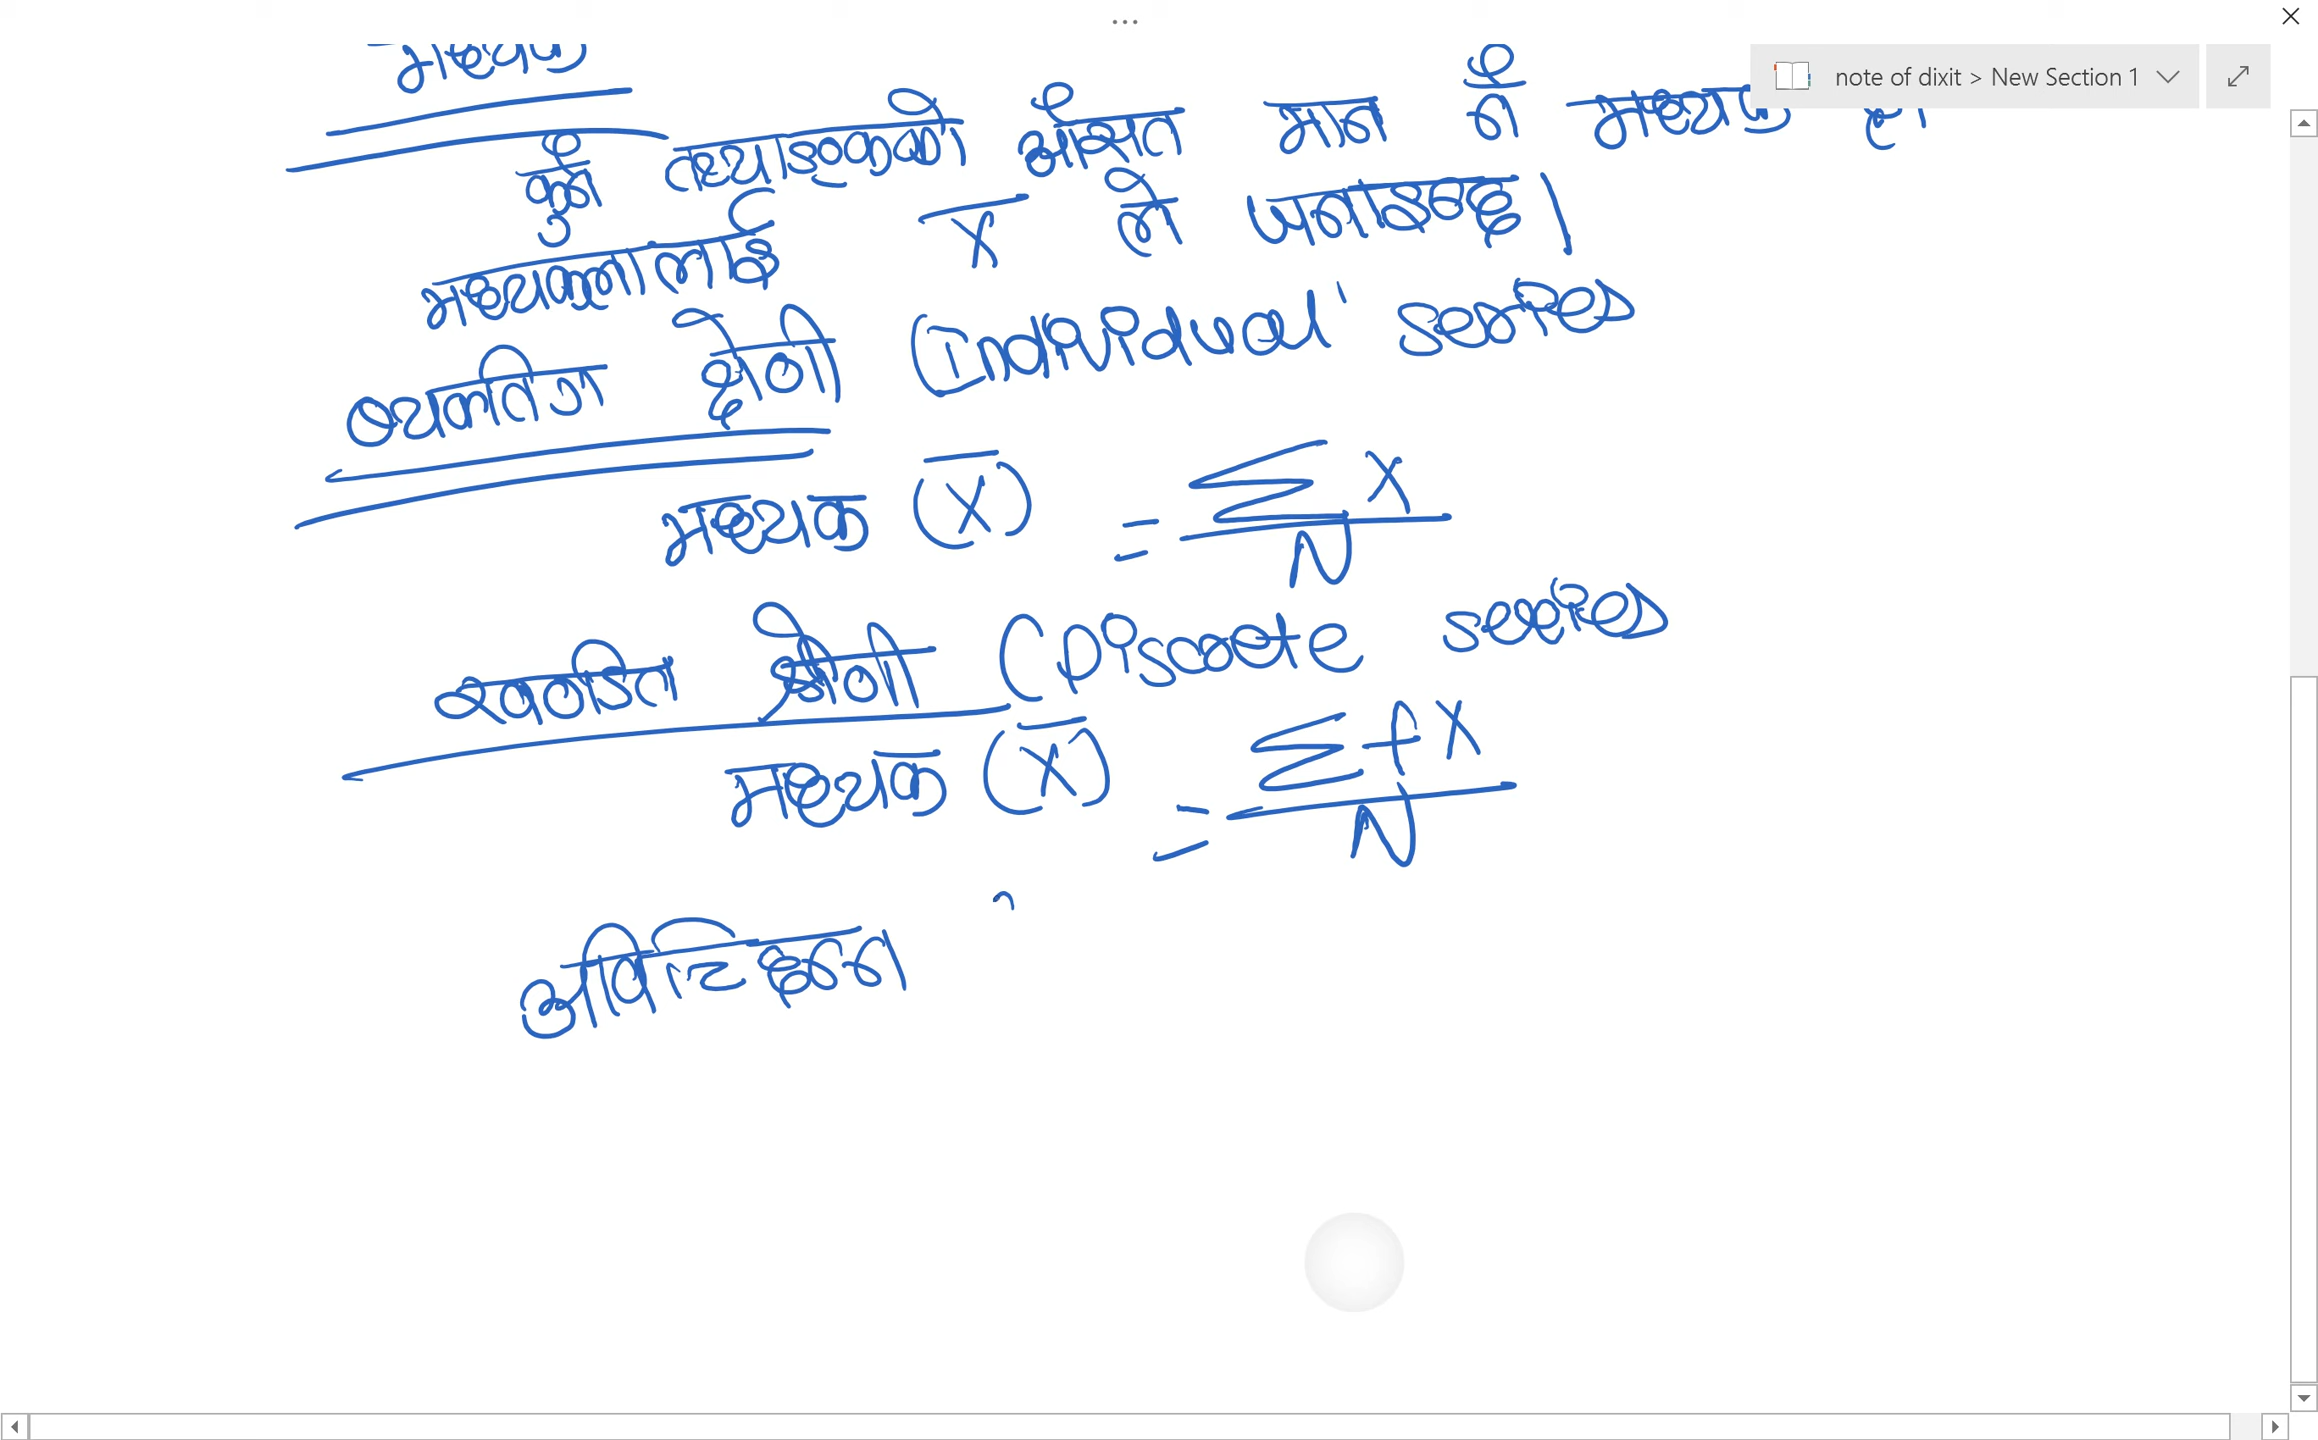 note of dixit > New Section 1
मध्यक
कुनै तथ्याङ्कको औसत मान नै मध्यक हो
मध्यकलाई X̄ ले जनाइन्छ।
व्यक्तिगत श्रेणी (Individual series
मध्यक (X̄) = ΣX / N
खण्डित श्रेणी (Discrete series
मध्यक (X̄) = ΣfX / N
अविच्छिन्न